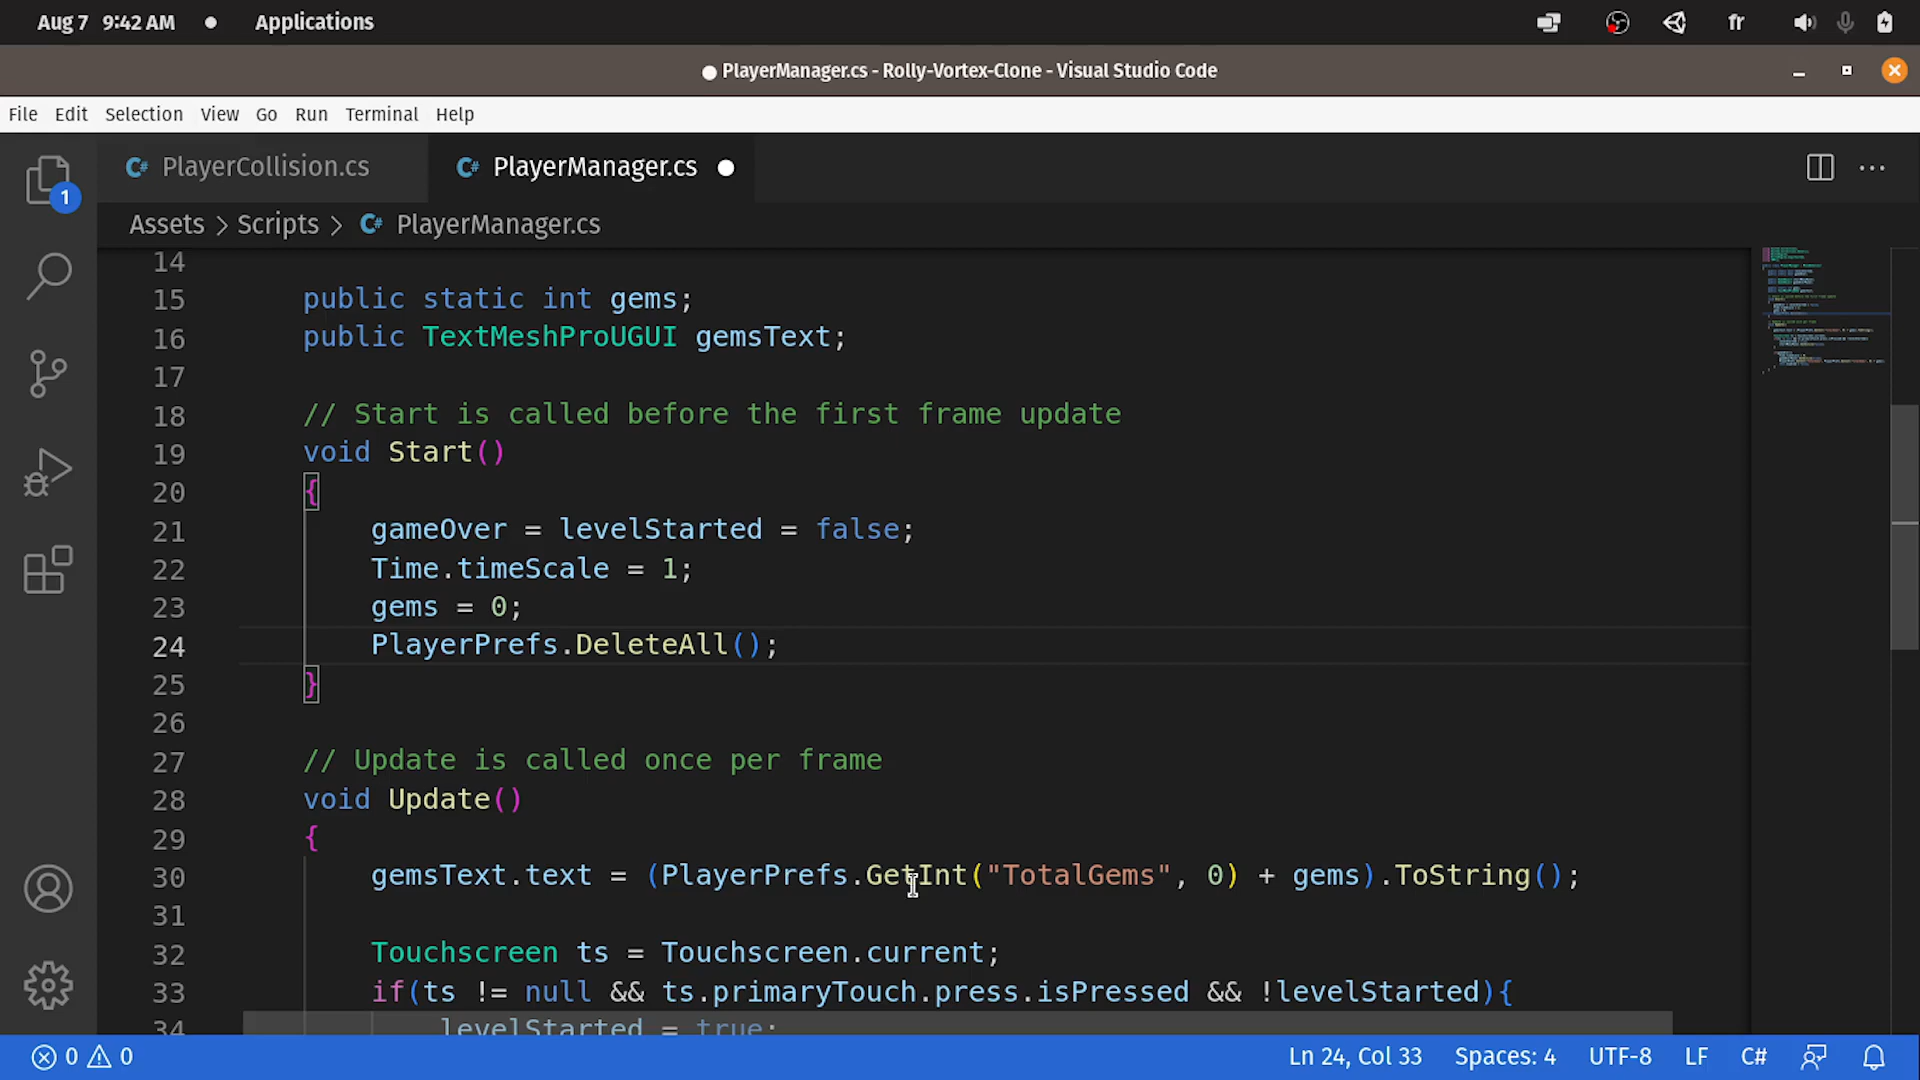 Aug 7 9:42 AM ● Applications fr
● PlayerManager.cs - Rolly-Vortex-Clone - Visual Studio Code
File Edit Selection View Go Run Terminal Help
PlayerCollision.cs PlayerManager.cs
Assets > Scripts > PlayerManager.cs
1
14
15 public static int gems;
16 public TextMeshProUGUI gemsText;
17
18 // Start is called before the first frame update
19 void Start()
20 {
21 gameOver = levelStarted = false;
22 Time.timeScale = 1;
23 gems = 0;
24 PlayerPrefs.DeleteAll();
25 }
26
27 // Update is called once per frame
28 void Update()
29 {
30 gemsText.text = (PlayerPrefs.GetInt("TotalGems", 0) + gems).ToString();
31
32 Touchscreen ts = Touchscreen.current;
33 if(ts != null && ts.primaryTouch.press.isPressed && !levelStarted){
34 levelStarted = true;
0 0 Ln 24, Col 33 Spaces: 4 UTF-8 LF C#